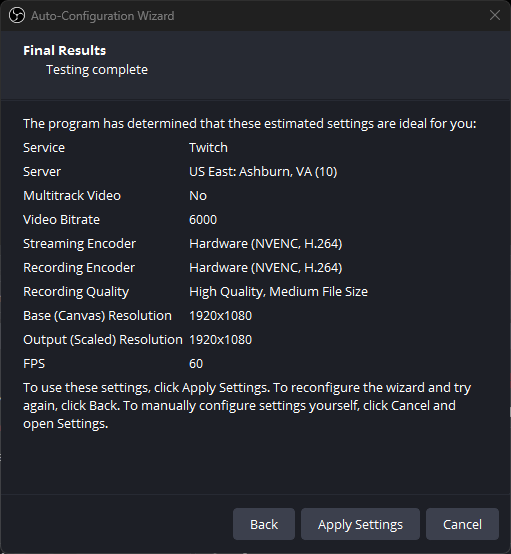 Auto-Configuration Wizard
Final Results
Testing complete
The program has determined that these estimated settings are ideal for you:
Service Twitch
Server US East: Ashburn, VA (10)
Multitrack Video No
Video Bitrate 6000
Streaming Encoder Hardware (NVENC, H.264)
Recording Encoder Hardware (NVENC, H.264)
Recording Quality High Quality, Medium File Size
Base (Canvas) Resolution 1920x1080
Output (Scaled) Resolution 1920x1080
FPS 60
To use these settings, click Apply Settings. To reconfigure the wizard and try
again, click Back. To manually configure settings yourself, click Cancel and
open Settings.
Back Apply Settings Cancel